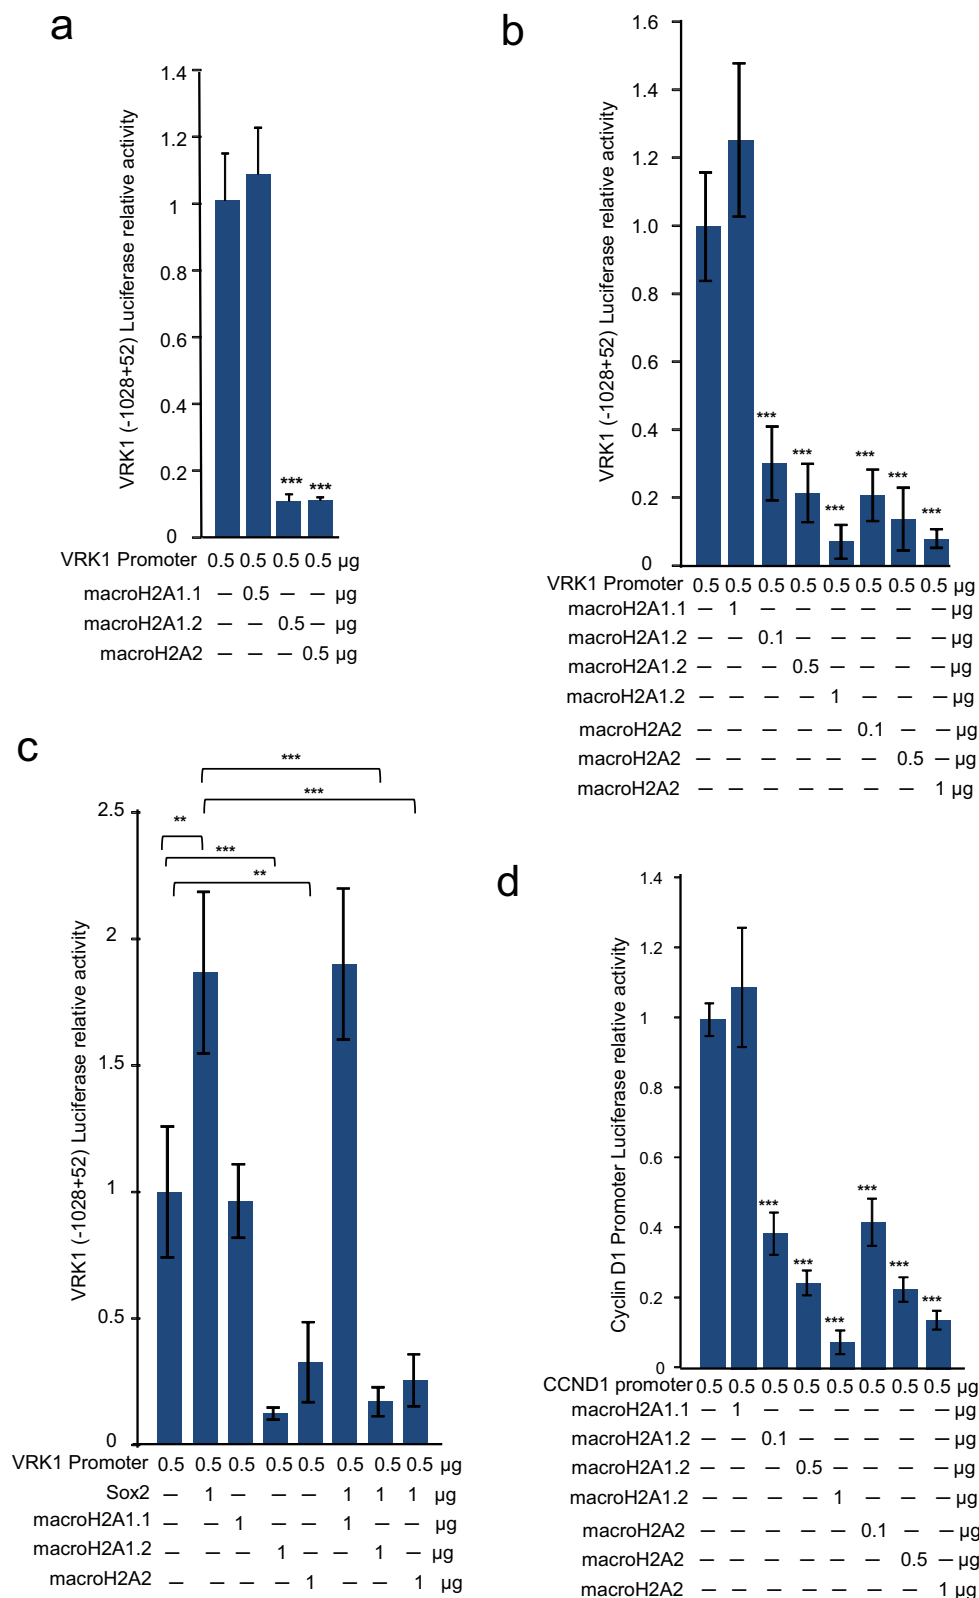 a
VRK1 (-1028+52) Luciferase relative activity
1.4
1.2
1
0.8
0.6
0.4
0.2
0
*** ***
VRK1 Promoter 0.5 0.5 0.5 0.5 µg
macroH2A1.1 — 0.5 — — µg
macroH2A1.2 — — 0.5 — µg
macroH2A2 — — — 0.5 µg
b
VRK1 (-1028+52) Luciferase relative activity
1.6
1.4
1.2
1.0
0.8
0.6
0.4
0.2
0
*** *** *** *** *** ***
VRK1 Promoter 0.5 0.5 0.5 0.5 0.5 0.5 0.5 0.5 µg
macroH2A1.1 — 1 — — — — — — µg
macroH2A1.2 — — 0.1 — — — — — µg
macroH2A1.2 — — — 0.5 — — — — µg
macroH2A1.2 — — — — 1 — — — µg
macroH2A2 — — — — — 0.1 — — µg
macroH2A2 — — — — — — 0.5 — µg
macroH2A2 — — — — — — — 1 µg
c
VRK1 (-1028+52) Luciferase relative activity
***
***
**
***
**
2.5
2
1.5
1
0.5
0
VRK1 Promoter 0.5 0.5 0.5 0.5 0.5 0.5 0.5 0.5 µg
Sox2 — 1 — — — 1 1 1 µg
macroH2A1.1 — — 1 — — 1 — — µg
macroH2A1.2 — — — 1 — — 1 — µg
macroH2A2 — — — — 1 — — 1 µg
d
Cyclin D1 Promoter Luciferase relative activity
1.4
1.2
1
0.8
0.6
0.4
0.2
0
*** *** *** *** *** ***
CCND1 promoter 0.5 0.5 0.5 0.5 0.5 0.5 0.5 0.5 µg
macroH2A1.1 — 1 — — — — — — µg
macroH2A1.2 — — 0.1 — — — — — µg
macroH2A1.2 — — — 0.5 — — — — µg
macroH2A1.2 — — — — 1 — — — µg
macroH2A2 — — — — — 0.1 — — µg
macroH2A2 — — — — — — 0.5 — µg
macroH2A2 — — — — — — — 1 µg